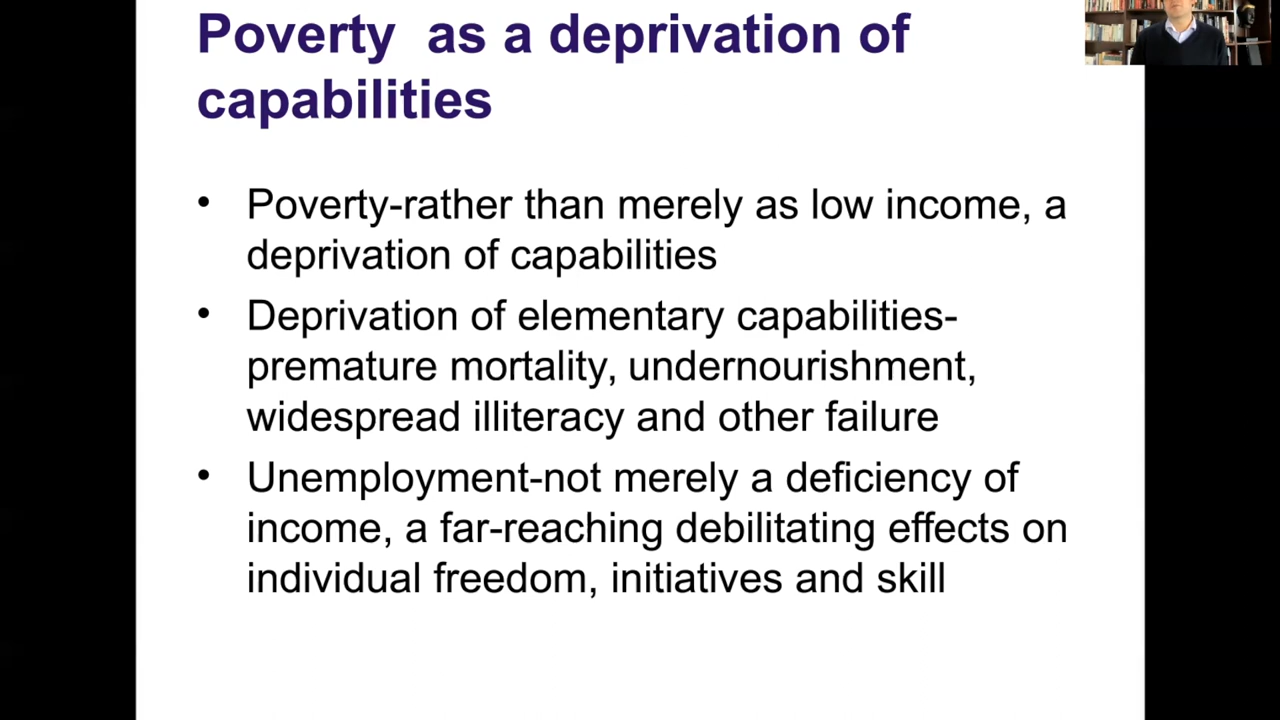 Poverty  as a deprivation of
capabilities
• Poverty-rather than merely as low income, a
deprivation of capabilities
• Deprivation of elementary capabilities-
premature mortality, undernourishment,
widespread illiteracy and other failure
• Unemployment-not merely a deficiency of
income, a far-reaching debilitating effects on
individual freedom, initiatives and skill